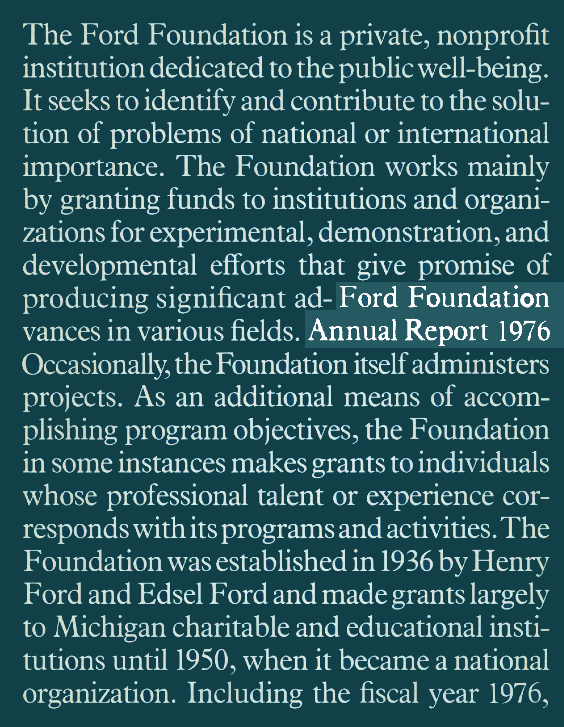 The Ford Foundation is a private, nonprofit
institution dedicated to the public well-being.
It seeks to identify and contribute to the solu-
tion of problems of national or international
importance. The Foundation works mainly
by granting funds to institutions and organi-
zations for experimental, demonstration, and
developmental efforts that give promise of
producing significant ad- Ford Foundation
vances in various fields. Annual Report 1976
Occasionally, the Foundation itself administers
projects. As an additional means of accom-
plishing program objectives, the Foundation
in some instances makes grants to individuals
whose professional talent or experience cor-
responds with its programs and activities. The
Foundation was established in 1936 by Henry
Ford and Edsel Ford and made grants largely
to Michigan charitable and educational insti-
tutions until 1950, when it became a national
organization. Including the fiscal year 1976,